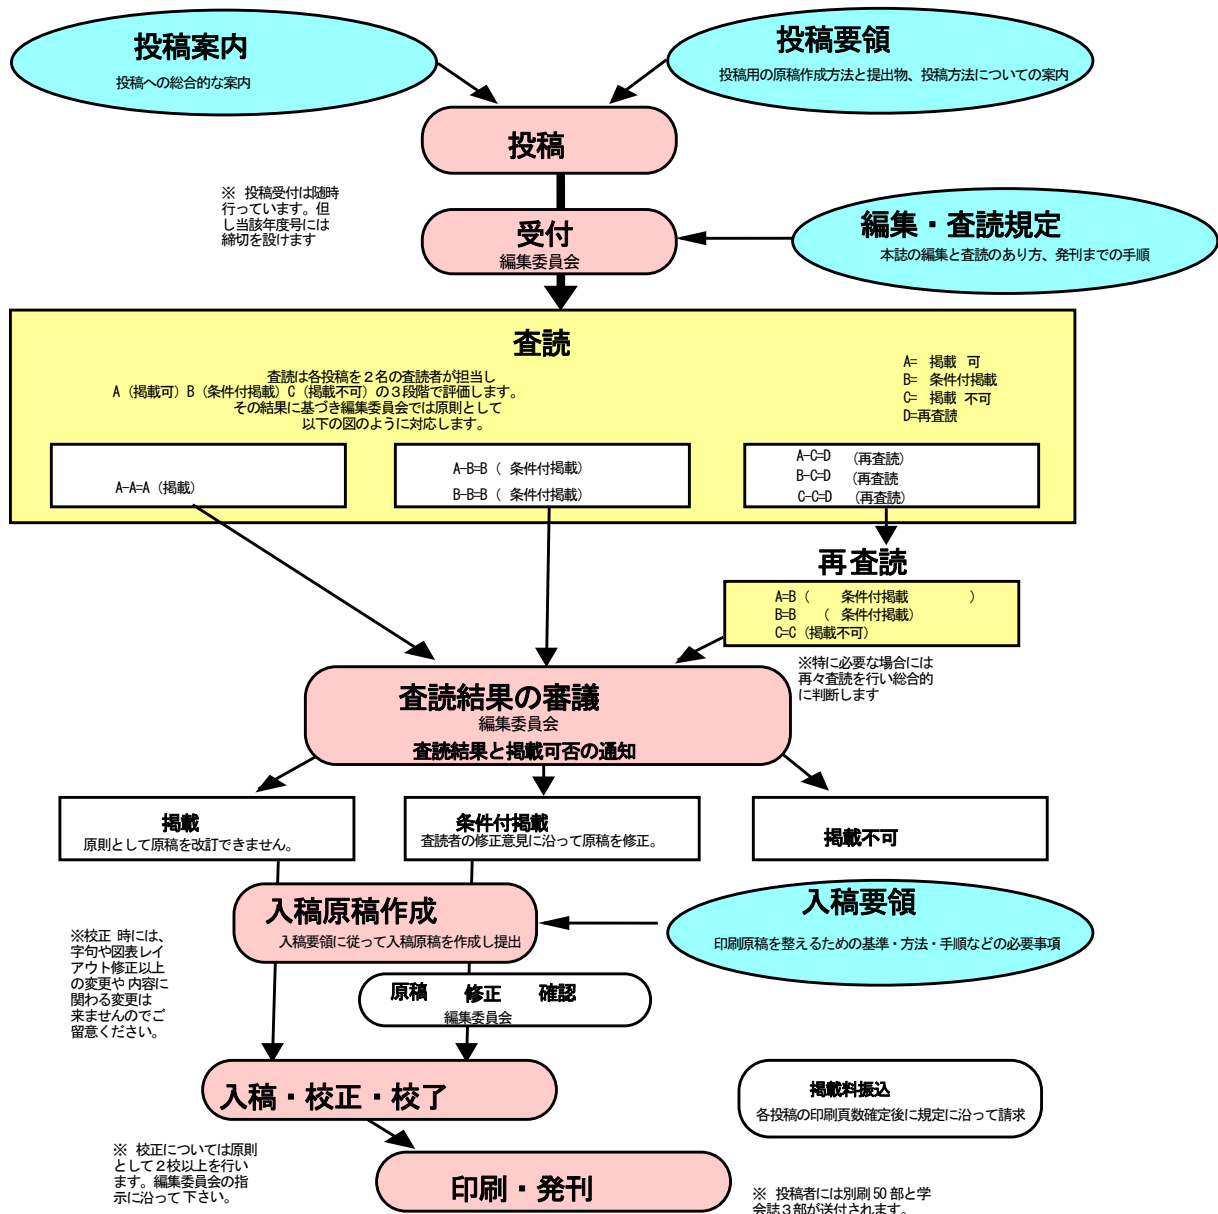 投稿案内
投稿への総合的な案内
投稿要領
投稿用の原稿作成方法と提出物、投稿方法についての案内
投稿
※ 投稿受付は随時
行っています。但
し当該年度号には
締切を設けます
受付
編集委員会
編集・査読規定
本誌の編集と査読のあり方、発刊までの手順
査読
査読は各投稿を2名の査読者が担当し
A（掲載可）B（条件付掲載）C（掲載不可）の3段階で評価します。
その結果に基づき編集委員会では原則として
以下の図のように対応します。
A= 掲載 可
B= 条件付掲載
C= 掲載 不可
D=再査読
A-A=A（掲載）
A-B=B（ 条件付掲載）
B-B=B（ 条件付掲載）
A-C=D （再査読）
B-C=D （再査読
C-C=D （再査読）
再査読
A=B（ 条件付掲載 ）
B=B （ 条件付掲載）
C=C（掲載不可）
※特に必要な場合には
再々査読を行い総合的
に判断します
査読結果の審議
編集委員会
査読結果と掲載可否の通知
掲載
原則として原稿を改訂できません。
条件付掲載
査読者の修正意見に沿って原稿を修正。
掲載不可
入稿原稿作成
入稿要領に従って入稿原稿を作成し提出
入稿要領
印刷原稿を整えるための基準・方法・手順などの必要事項
※校正 時には、
字句や図表レイ
アウト修正以上
の変更や 内容に
関わる変更は
来ませんのでご
留意ください。
原稿 修正 確認
編集委員会
入稿・校正・校了
掲載料振込
各投稿の印刷頁数確定後に規定に沿って請求
※ 校正については原則
として2校以上を行い
ます。編集委員会の指
示に沿って 下さい。
印刷・発刊
※ 投稿者には別刷 50 部と学
会誌3部が送付されます。